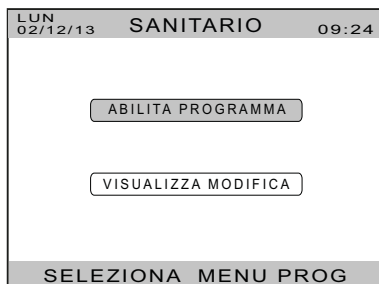 LUN
02/12/13 SANITARIO 09:24
ABILITA PROGRAMMA
VISUALIZZA MODIFICA
SELEZIONA MENU PROG